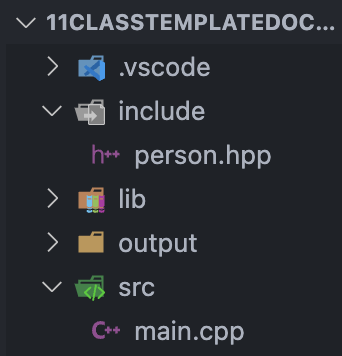 11CLASSTEMPLATEDOC...
.vscode
include
h++ person.hpp
lib
output
src
C++ main.cpp